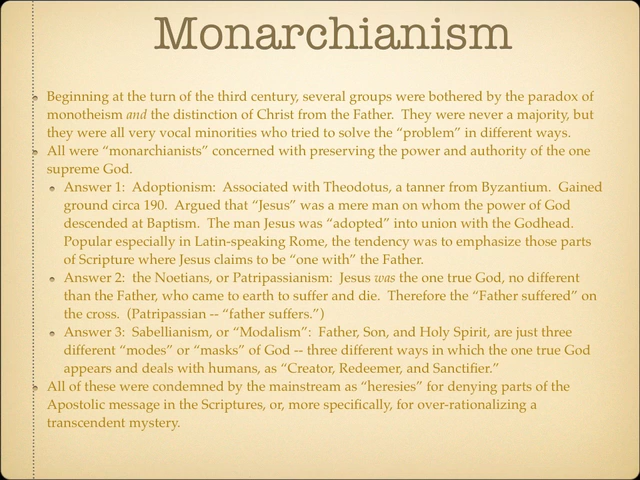 Monarchianism
Beginning at the turn of the third century, several groups were bothered by the paradox of
monotheism and the distinction of Christ from the Father.  They were never a majority, but
they were all very vocal minorities who tried to solve the “problem” in different ways.
All were “monarchianists” concerned with preserving the power and authority of the one
supreme God.
Answer 1:  Adoptionism:  Associated with Theodotus, a tanner from Byzantium.  Gained
ground circa 190.  Argued that “Jesus” was a mere man on whom the power of God
descended at Baptism.  The man Jesus was “adopted” into union with the Godhead.
Popular especially in Latin-speaking Rome, the tendency was to emphasize those parts
of Scripture where Jesus claims to be “one with” the Father.
Answer 2:  the Noetians, or Patripassianism:  Jesus was the one true God, no different
than the Father, who came to earth to suffer and die.  Therefore the “Father suffered” on
the cross.  (Patripassian -- “father suffers.”)
Answer 3:  Sabellianism, or “Modalism”:  Father, Son, and Holy Spirit, are just three
different “modes” or “masks” of God -- three different ways in which the one true God
appears and deals with humans, as “Creator, Redeemer, and Sanctifier.”
All of these were condemned by the mainstream as “heresies” for denying parts of the
Apostolic message in the Scriptures, or, more specifically, for over-rationalizing a
transcendent mystery.